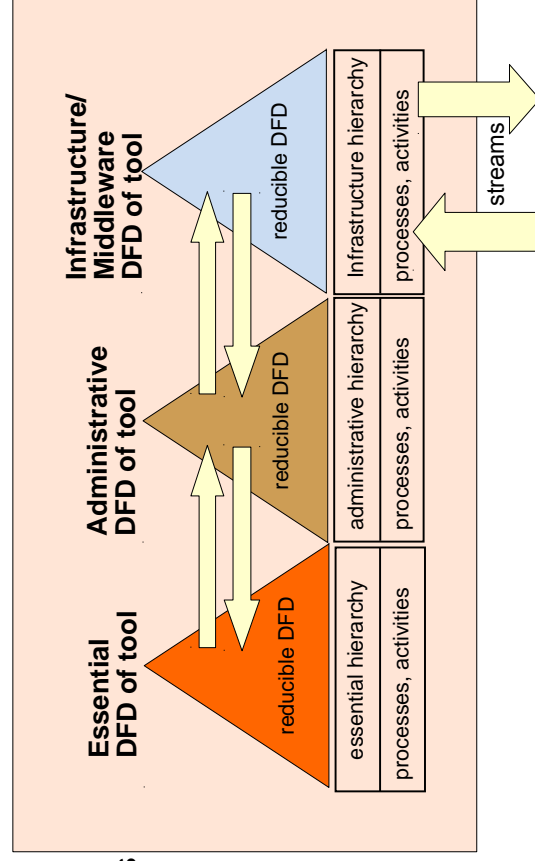 Essential
DFD of tool
Administrative
DFD of tool
Infrastructure/
Middleware
DFD of tool
reducible DFD
reducible DFD
reducible DFD
essential hierarchy
processes, activities
administrative hierarchy
processes, activities
Infrastructure hierarchy
processes, activities
streams